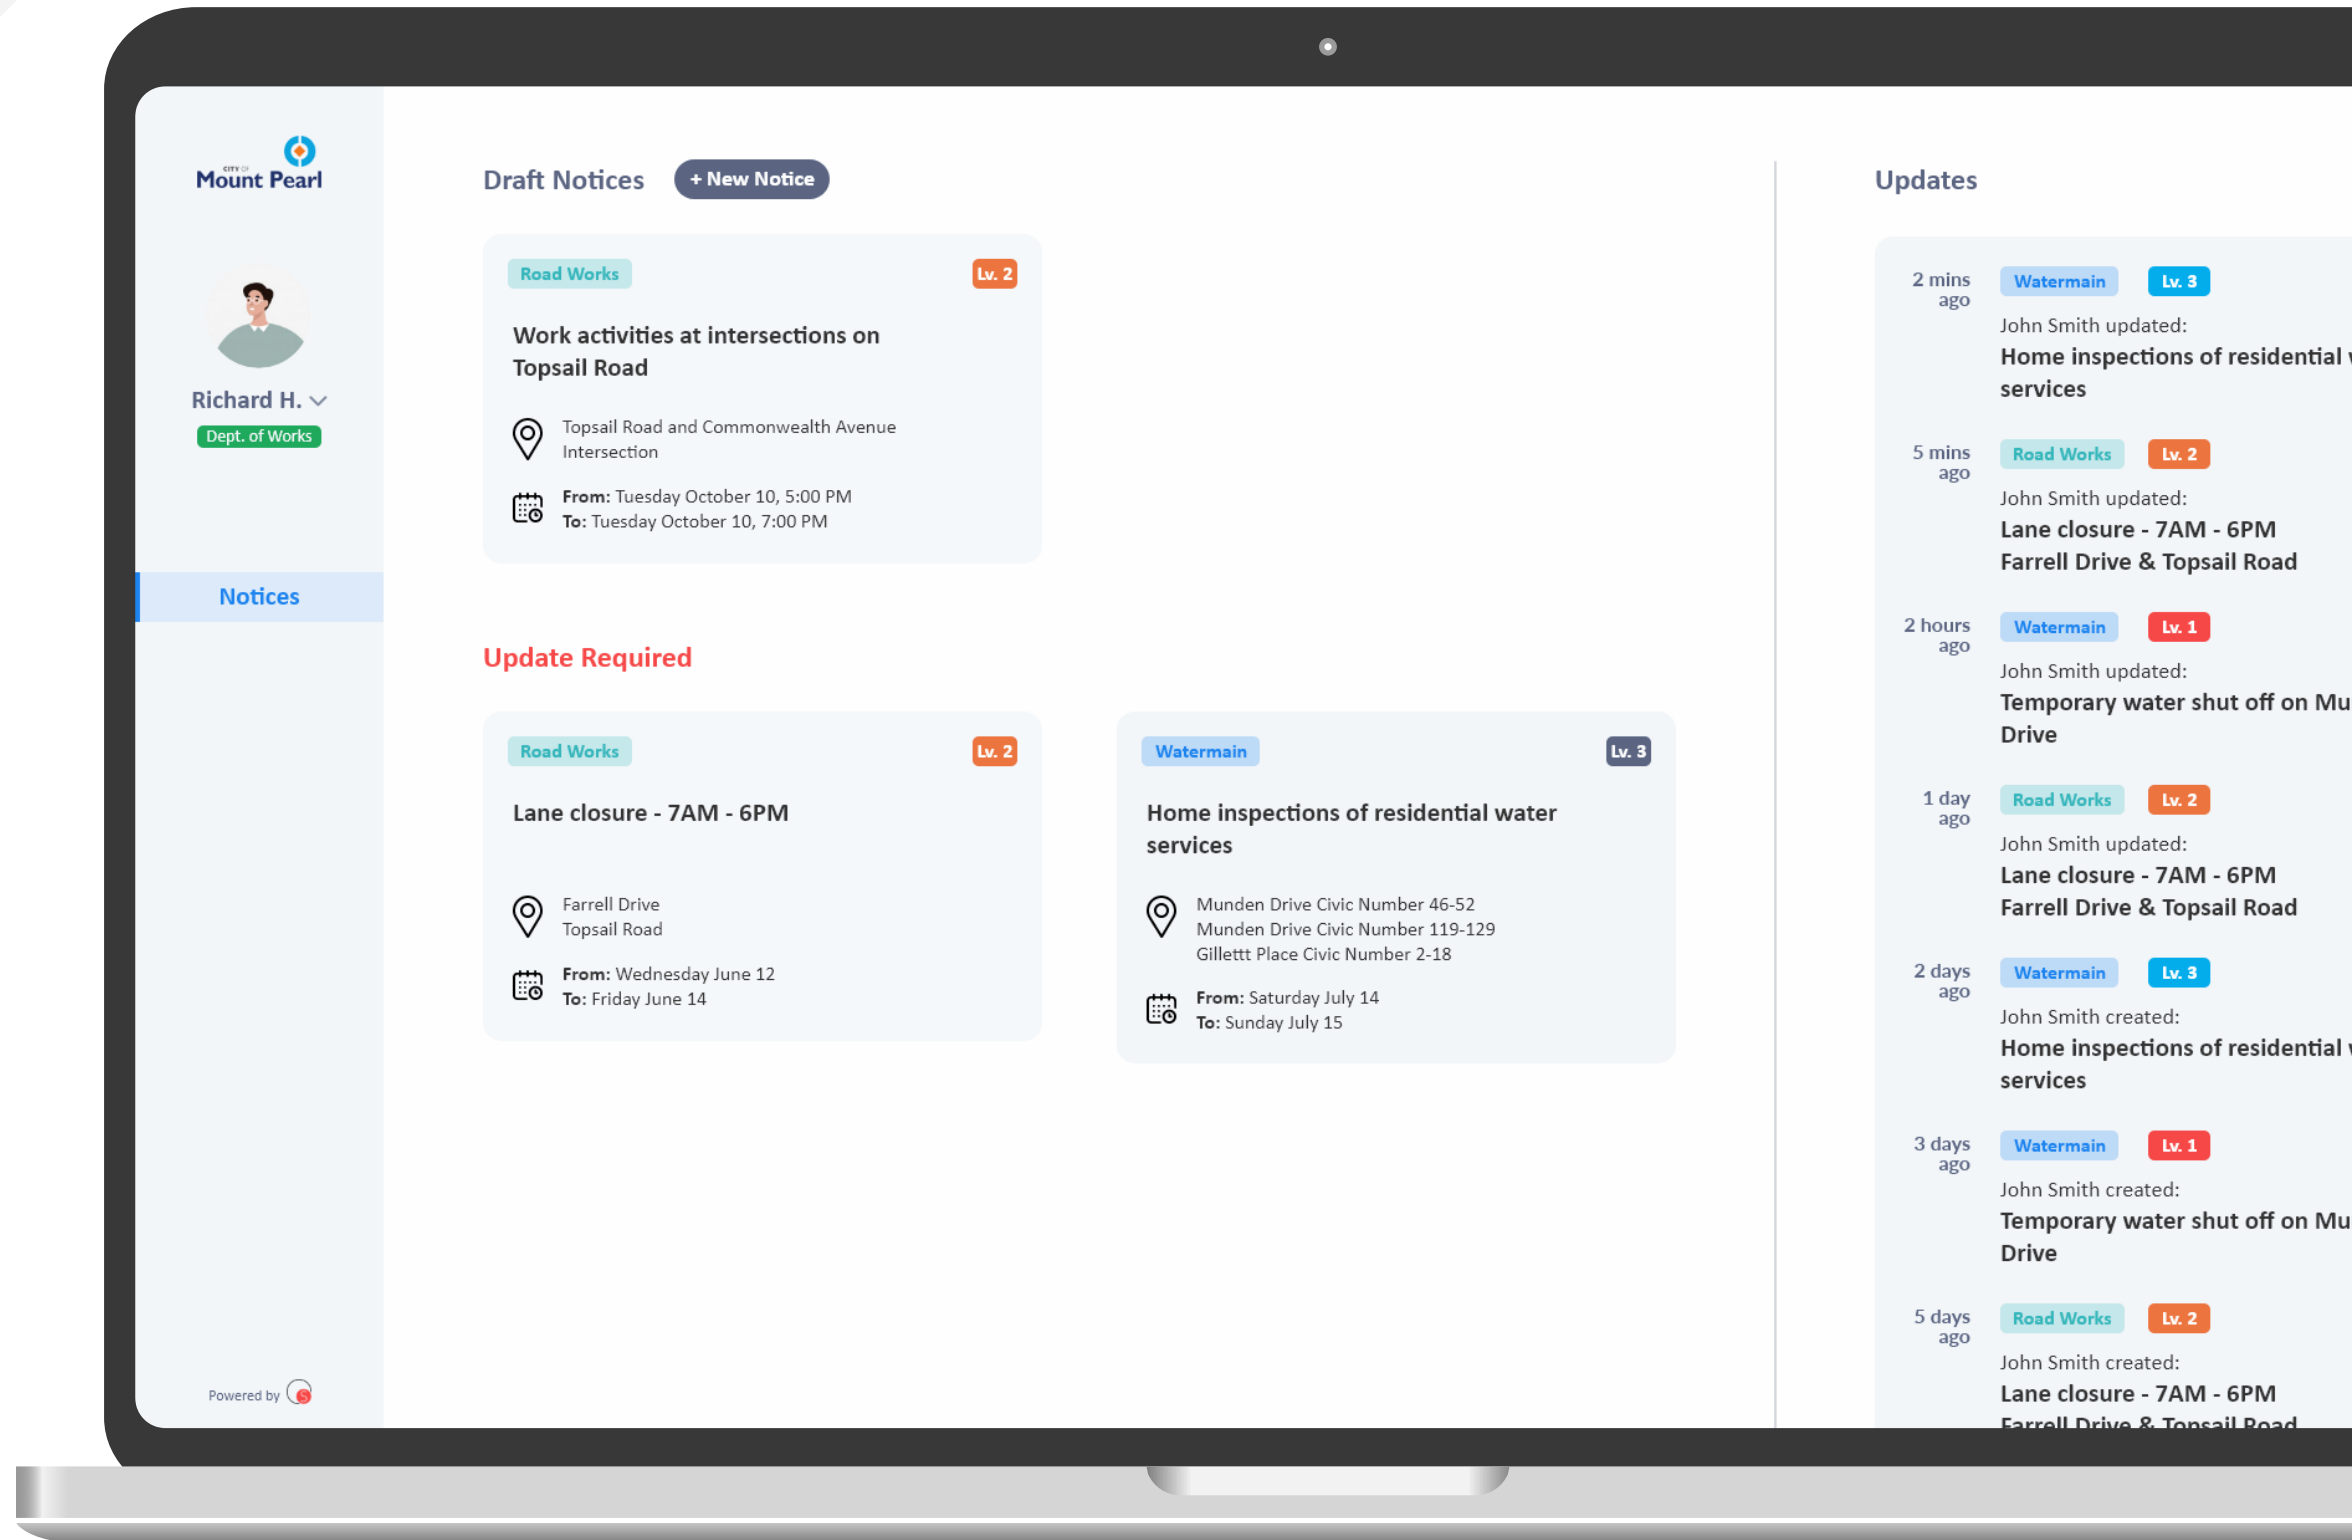 CITY OF
Mount Pearl
Richard H.
Dept. of Works
Notices
Powered by
Draft Notices
+ New Notice
Road Works
Lv. 2
Work activities at intersections on
Topsail Road
Topsail Road and Commonwealth Avenue
Intersection
From: Tuesday October 10, 5:00 PM
To: Tuesday October 10, 7:00 PM
Update Required
Road Works
Lv. 2
Lane closure - 7AM - 6PM
Farrell Drive
Topsail Road
From: Wednesday June 12
To: Friday June 14
Watermain
Lv. 3
Home inspections of residential water
services
Munden Drive Civic Number 46-52
Munden Drive Civic Number 119-129
Gillettt Place Civic Number 2-18
From: Saturday July 14
To: Sunday July 15
Updates
2 mins
ago
Watermain
Lv. 3
John Smith updated:
Home inspections of residential
services
5 mins
ago
Road Works
Lv. 2
John Smith updated:
Lane closure - 7AM - 6PM
Farrell Drive & Topsail Road
2 hours
ago
Watermain
Lv. 1
John Smith updated:
Temporary water shut off on Mu
Drive
1 day
ago
Road Works
Lv. 2
John Smith updated:
Lane closure - 7AM - 6PM
Farrell Drive & Topsail Road
2 days
ago
Watermain
Lv. 3
John Smith created:
Home inspections of residential
services
3 days
ago
Watermain
Lv. 1
John Smith created:
Temporary water shut off on Mu
Drive
5 days
ago
Road Works
Lv. 2
John Smith created:
Lane closure - 7AM - 6PM
Farrell Drive & Topsail Road